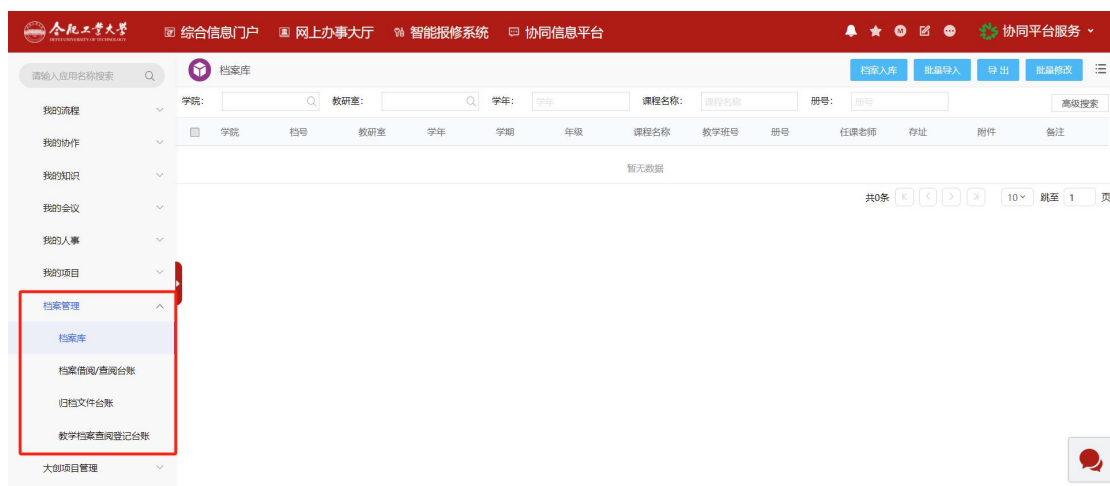 合肥工业大学
HEFEI UNIVERSITY OF TECHNOLOGY
综合信息门户 网上办事大厅 智能报修系统 协同信息平台 协同平台服务
请输入应用名称搜索
档案库 档案入库 批量导入 导出 批量修改
学院: 教研室: 学年: 学年 课程名称: 课程名称 册号: 册号 高级搜索
学院 档号 教研室 学年 学期 年级 课程名称 教学班号 册号 任课老师 存址 附件 备注
暂无数据
共0条 10 跳至 1 页
我的流程
我的协作
我的知识
我的会议
我的人事
我的项目
档案管理
档案库
档案借阅/查阅台账
归档文件台账
教学档案查阅登记台账
大创项目管理